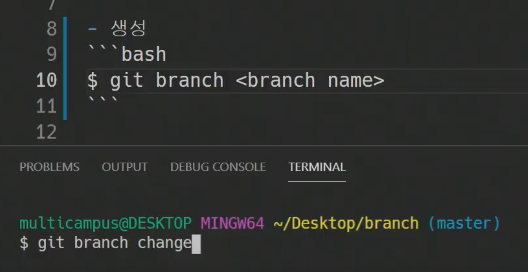 7
8 - 생성
9 ```bash
10 $ git branch <branch name>
11 ```
12
PROBLEMS OUTPUT DEBUG CONSOLE TERMINAL
multicampus@DESKTOP MINGW64 ~/Desktop/branch (master)
$ git branch change